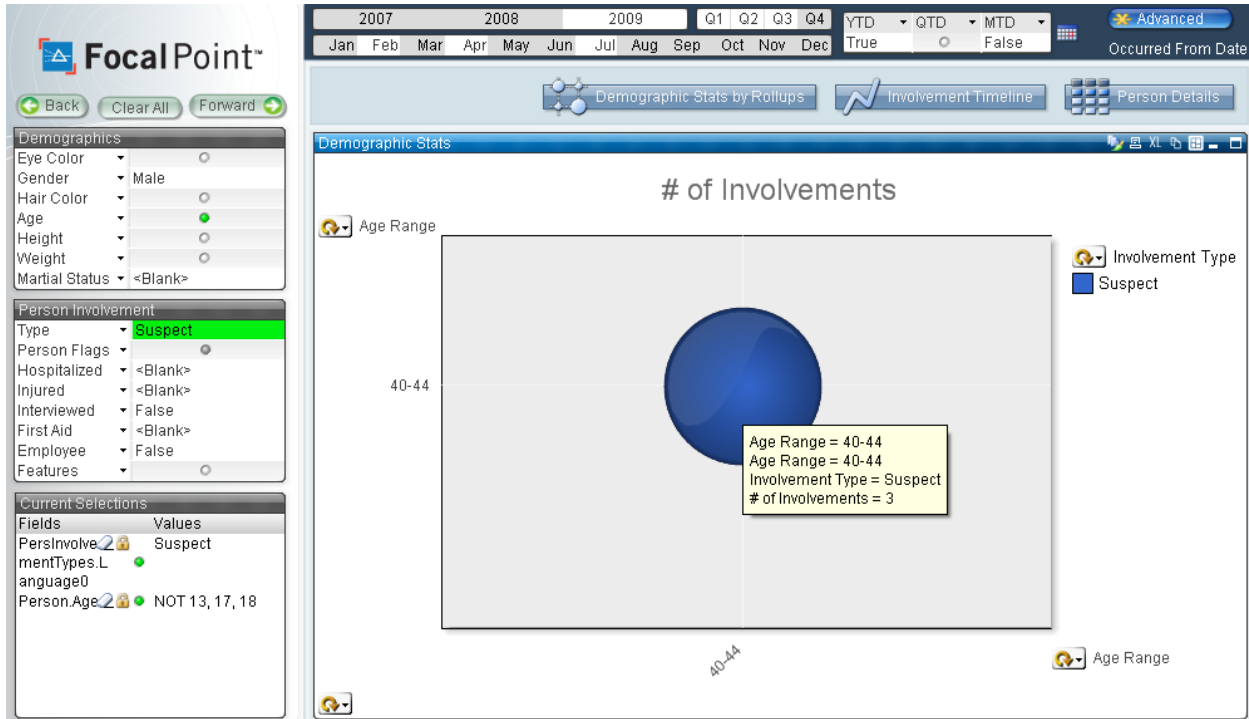 FocalPoint™
Back Clear All Forward
2007 2008 2009 Q1 Q2 Q3 Q4
Jan Feb Mar Apr May Jun Jul Aug Sep Oct Nov Dec
YTD QTD MTD
True False
Advanced
Occurred From Date
Demographic Stats by Rollups Involvement Timeline Person Details
Demographics
Eye Color
Gender Male
Hair Color
Age
Height
Weight
Martial Status <Blank>
Person Involvement
Type Suspect
Person Flags
Hospitalized <Blank>
Injured <Blank>
Interviewed False
First Aid <Blank>
Employee False
Features
Current Selections
Fields Values
PersInvolve Suspect
mentTypes.L
anguage0
Person.Age NOT 13, 17, 18
Demographic Stats
XL
# of Involvements
Age Range
40-44
Age Range = 40-44
Age Range = 40-44
Involvement Type = Suspect
# of Involvements = 3
Involvement Type
Suspect
40-44
Age Range